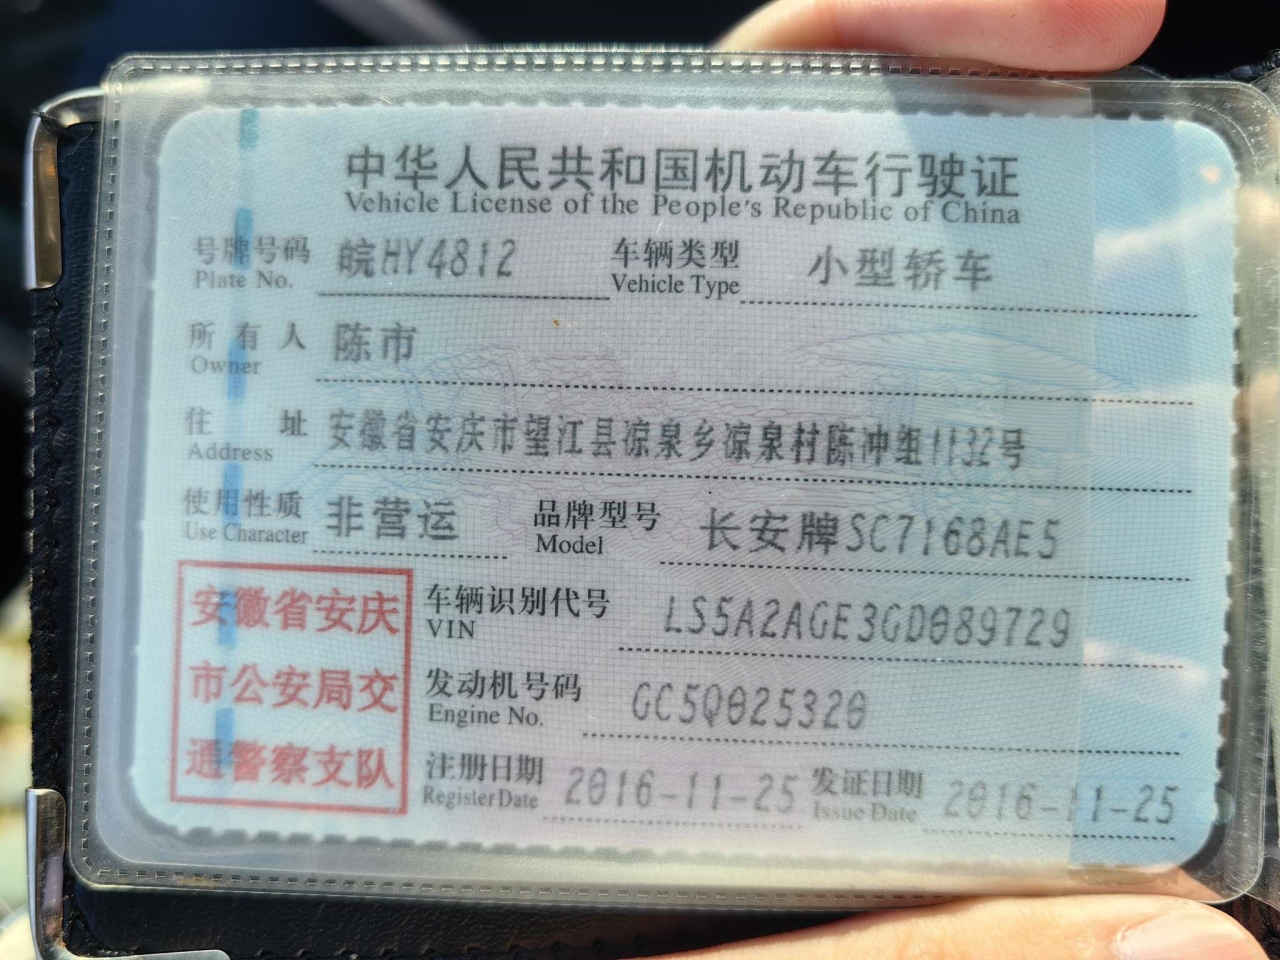 中华人民共和国机动车行驶证
Vehicle License of the People's Republic of China
号牌号码 皖HY4812 车辆类型 小型轿车
Plate No. Vehicle Type
所有人 陈市
Owner
住址 安徽省安庆市望江县凉泉乡凉泉村陈冲组1132号
Address
使用性质 非营运 品牌型号 长安牌SC7168AE5
Use Character Model
车辆识别代号 LS5A2AGE3GD089729
VIN
发动机号码 GC5Q025320
Engine No.
注册日期 2016-11-25 发证日期 2016-11-25
Register Date Issue Date
安徽省安庆
市公安局交
通警察支队